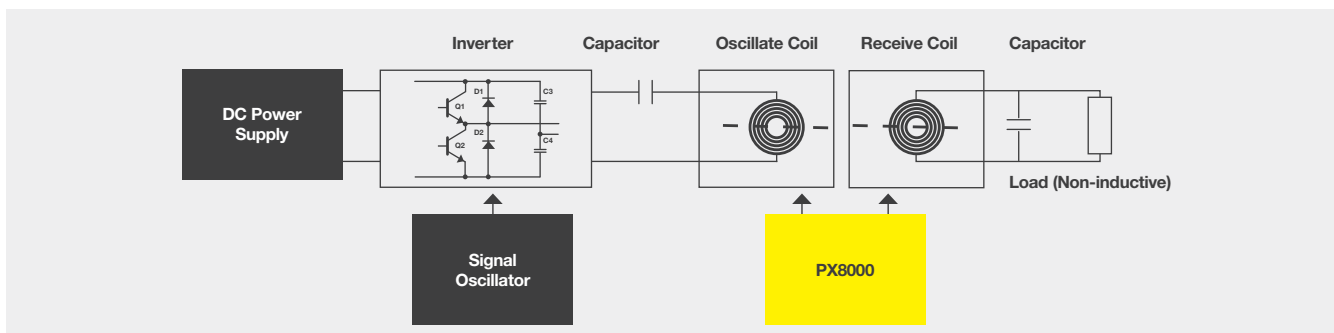 Inverter
Capacitor
Oscillate Coil
Receive Coil
Capacitor
DC Power
Supply
D1
C3
Q1
D2
C4
Q2
Load (Non-inductive)
Signal
Oscillator
PX8000